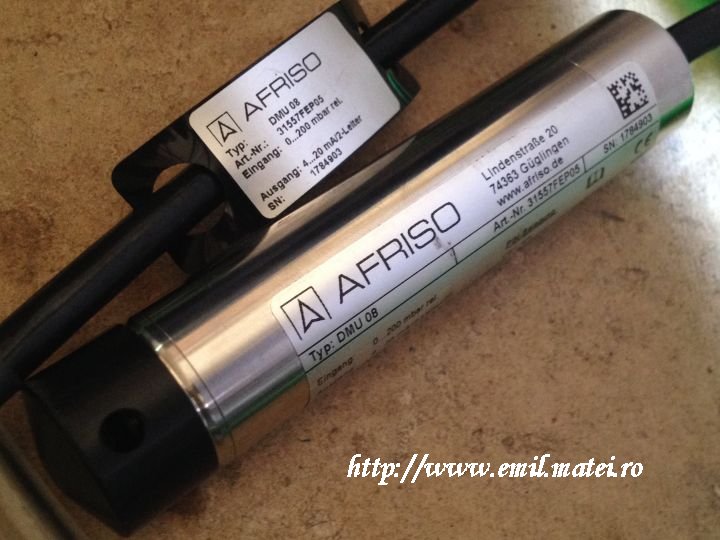 AFRISO
Typ: DMU 08
Art.-Nr.: 31557FEP05
Eingang: 0...200 mbar rel.
Ausgang: 4...20 mA/2-Leiter
SN: 1784903
AFRISO
Lindenstraße 20
74363 Güglingen
www.afriso.de
Typ: DMU 08
Art.-Nr. 31557FEP05
SN: 1784903
CE
Eingang 0 ...200 mbar rel.
http://www.emil.matei.ro